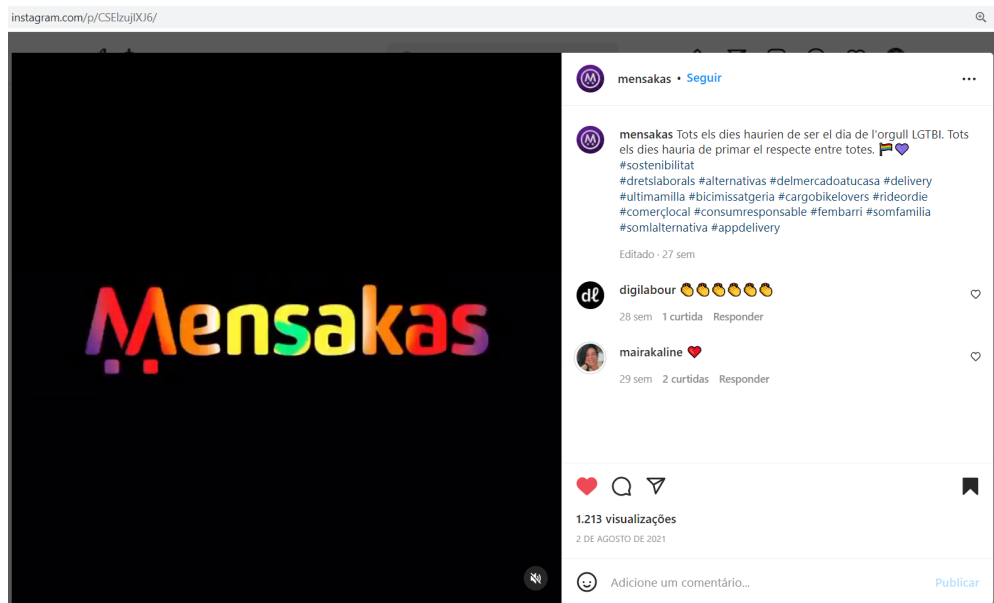 instagram.com/p/CSElzujIXJ6/
Mensakas
mensakas • Seguir
mensakas Tots els dies haurien de ser el dia de l'orgull LGTBI. Tots
els dies hauria de primar el respecte entre totes. 🏳️‍🌈💜
#sostenibilitat
#dretslaborals #alternativas #delmercadoatucasa #delivery
#ultimamilla #bicimissatgeria #cargobikelovers #rideordie
#comerçlocal #consumresponsable #fembarri #somfamilia
#somlalternativa #appdelivery
Editado · 27 sem
dl
digilabour 👏👏👏👏👏👏
28 sem 1 curtida Responder
mairakaline ❤️
29 sem 2 curtidas Responder
1.213 visualizações
2 DE AGOSTO DE 2021
Adicione um comentário... Publicar